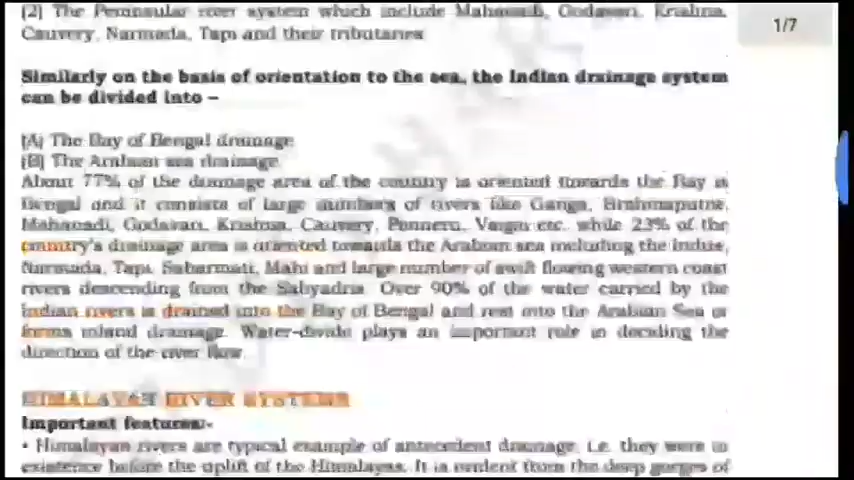 (2) The Peninsular river system which include Mahanadi, Godavari, Krishna,
Cauvery, Narmada, Tapi and their tributaries
1/7
Similarly on the basis of orientation to the sea, the Indian drainage system
can be divided into –
(A) The Bay of Bengal drainage
(B) The Arabian sea drainage
About 77% of the drainage area of the country is oriented towards the Bay of
Bengal and it consists of large numbers of rivers like Ganga, Brahmaputra,
Mahanadi, Godavari, Krishna, Cauvery, Penneru, Vaigai etc. while 23% of the
country's drainage area is oriented towards the Arabian sea including the Indus,
Narmada, Tapi, Sabarmati, Mahi and large number of swift flowing western coast
rivers descending from the Sahyadris. Over 90% of the water carried by the
Indian rivers is drained into the Bay of Bengal and rest into the Arabian Sea or
forms inland drainage. Water-divide plays an important role in deciding the
direction of the river flow.
HIMALAYAN RIVER SYSTEMS
Important features:-
• Himalayan rivers are typical example of antecedent drainage, i.e. they were in
existence before the uplift of the Himalayas. It is evident from the deep gorges of